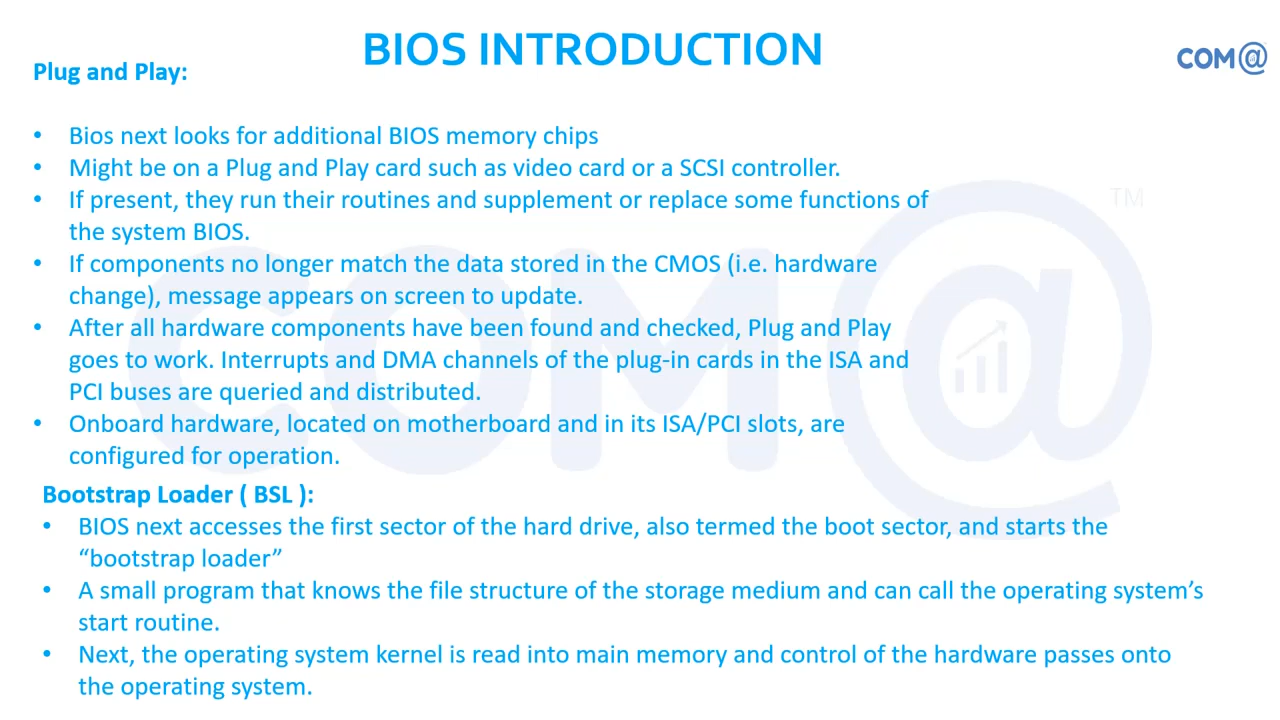 BIOS INTRODUCTION
COM@
Plug and Play:
• Bios next looks for additional BIOS memory chips
• Might be on a Plug and Play card such as video card or a SCSI controller.
• If present, they run their routines and supplement or replace some functions of
the system BIOS.
• If components no longer match the data stored in the CMOS (i.e. hardware
change), message appears on screen to update.
• After all hardware components have been found and checked, Plug and Play
goes to work. Interrupts and DMA channels of the plug-in cards in the ISA and
PCI buses are queried and distributed.
• Onboard hardware, located on motherboard and in its ISA/PCI slots, are
configured for operation.
Bootstrap Loader ( BSL ):
• BIOS next accesses the first sector of the hard drive, also termed the boot sector, and starts the
“bootstrap loader”
• A small program that knows the file structure of the storage medium and can call the operating system’s
start routine.
• Next, the operating system kernel is read into main memory and control of the hardware passes onto
the operating system.
COM@ TM